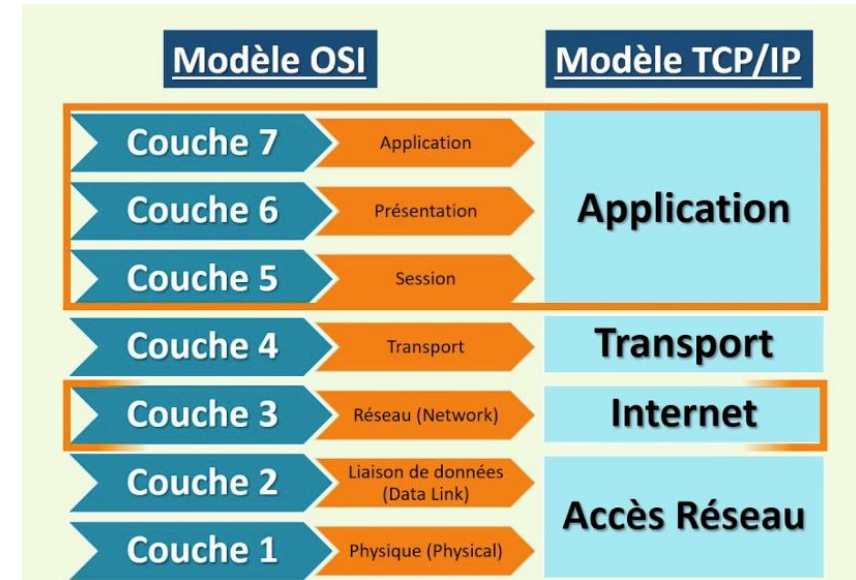 Modèle OSI
Modèle TCP/IP
Couche 7
Application
Couche 6
Présentation
Application
Couche 5
Session
Couche 4
Transport
Transport
Couche 3
Réseau (Network)
Internet
Couche 2
Liaison de données
(Data Link)
Accès Réseau
Couche 1
Physique (Physical)